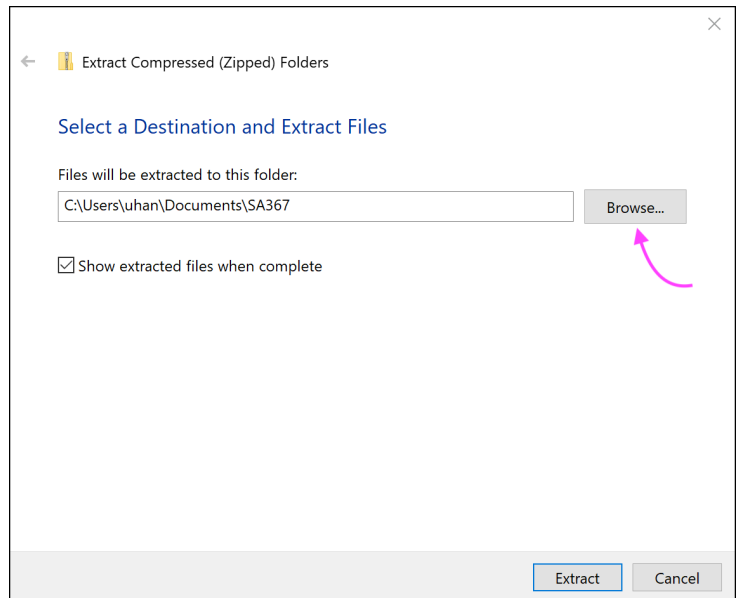 Extract Compressed (Zipped) Folders
Select a Destination and Extract Files
Files will be extracted to this folder:
C:\Users\uhan\Documents\SA367
Browse...
Show extracted files when complete
Extract
Cancel